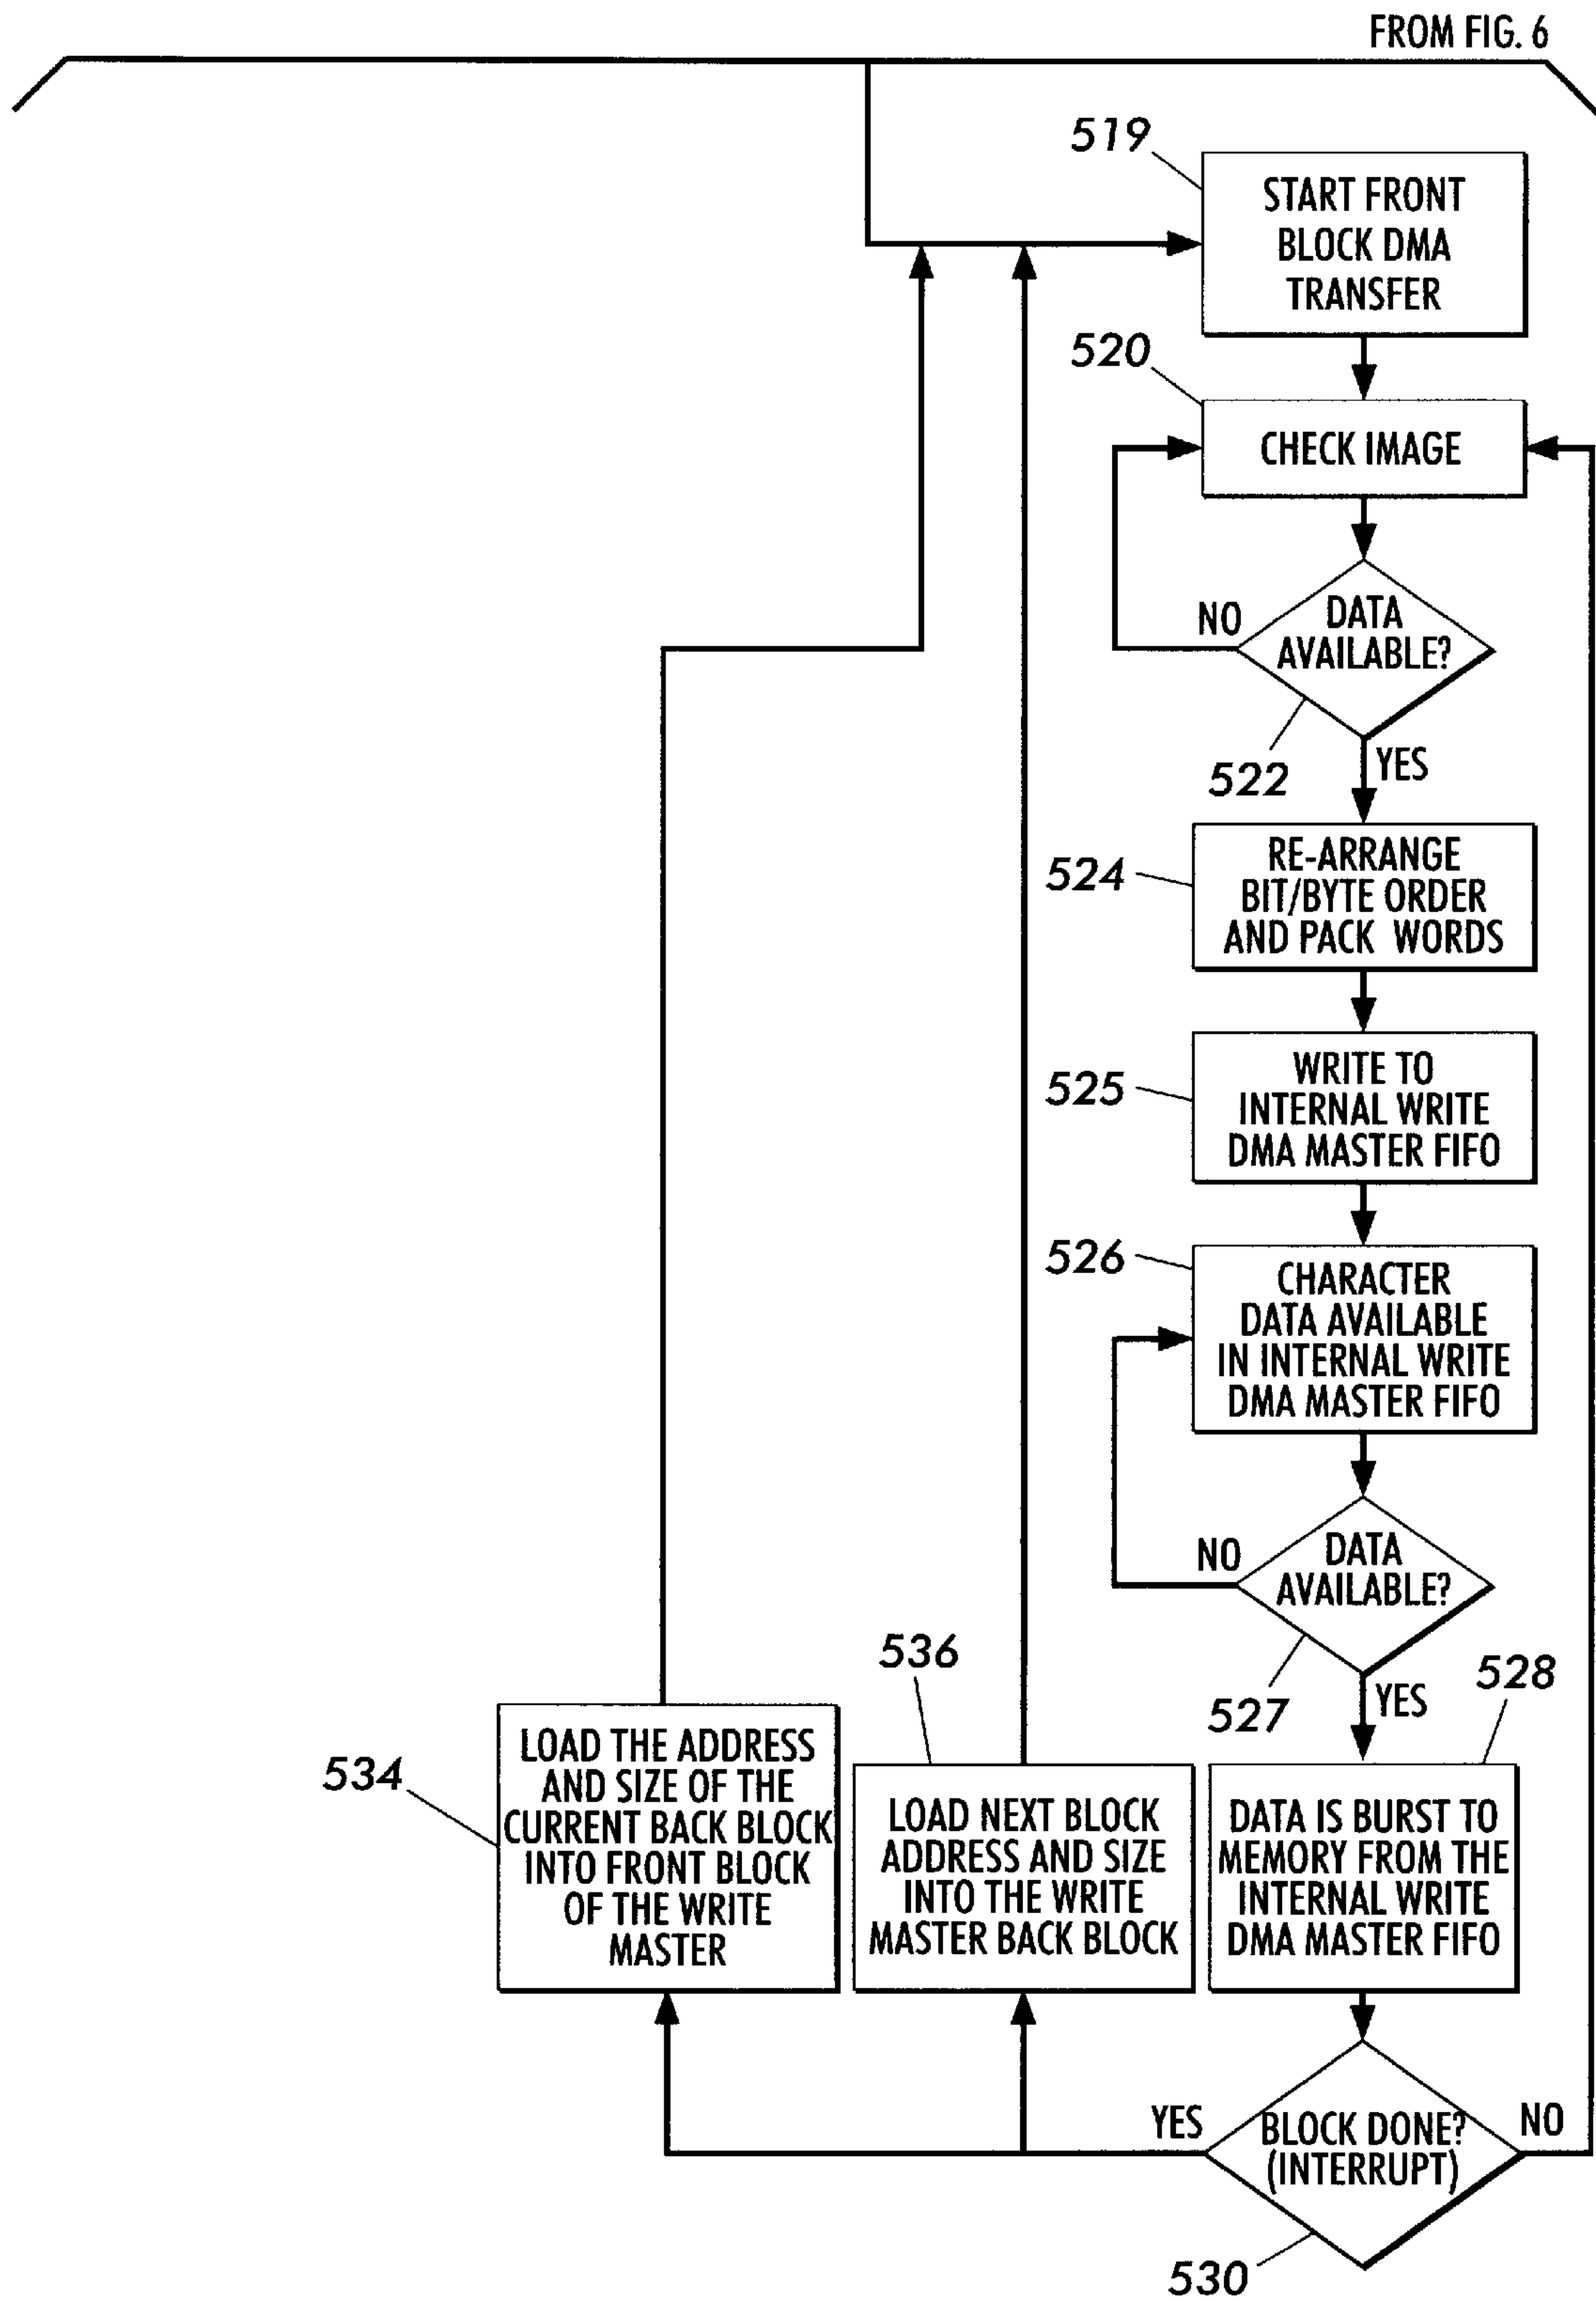 FROM FIG. 6
519
START FRONT
BLOCK DMA
TRANSFER
520
CHECK IMAGE
NO
DATA
AVAILABLE?
522
YES
524
RE-ARRANGE
BIT/BYTE ORDER
AND PACK WORDS
525
WRITE TO
INTERNAL WRITE
DMA MASTER FIFO
526
CHARACTER
DATA AVAILABLE
IN INTERNAL WRITE
DMA MASTER FIFO
NO
DATA
AVAILABLE?
527
YES
534
LOAD THE ADDRESS
AND SIZE OF THE
CURRENT BACK BLOCK
INTO FRONT BLOCK
OF THE WRITE
MASTER
536
LOAD NEXT BLOCK
ADDRESS AND SIZE
INTO THE WRITE
MASTER BACK BLOCK
528
DATA IS BURST TO
MEMORY FROM THE
INTERNAL WRITE
DMA MASTER FIFO
YES
BLOCK DONE?
(INTERRUPT)
NO
530